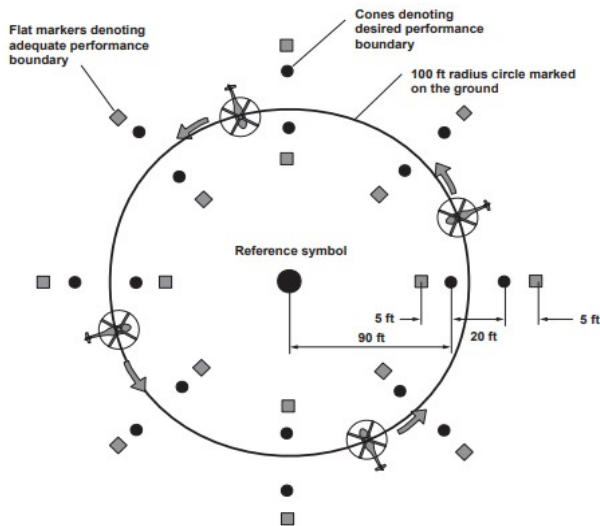 Flat markers denoting
adequate performance
boundary
Cones denoting
desired performance
boundary
100 ft radius circle marked
on the ground
Reference symbol
5 ft
5 ft
20 ft
90 ft